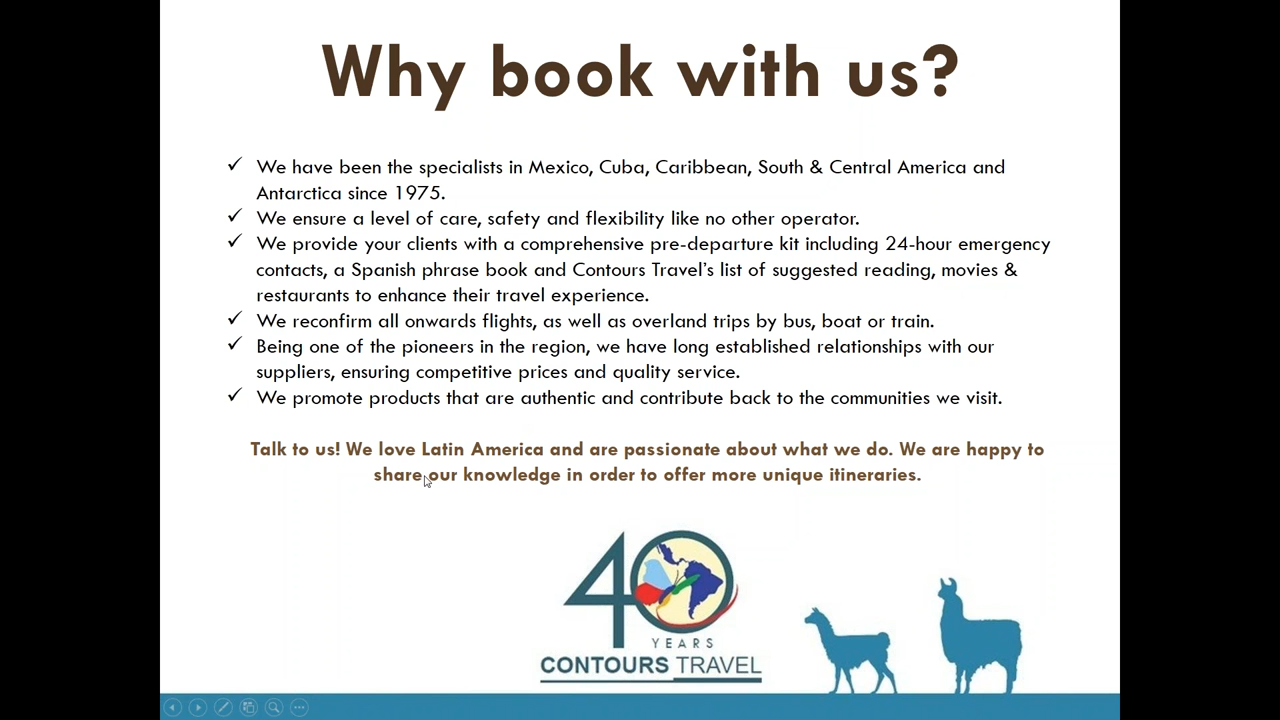 Why book with us?
✓ We have been the specialists in Mexico, Cuba, Caribbean, South & Central America and
Antarctica since 1975.
✓ We ensure a level of care, safety and flexibility like no other operator.
✓ We provide your clients with a comprehensive pre-departure kit including 24-hour emergency
contacts, a Spanish phrase book and Contours Travel’s list of suggested reading, movies &
restaurants to enhance their travel experience.
✓ We reconfirm all onwards flights, as well as overland trips by bus, boat or train.
✓ Being one of the pioneers in the region, we have long established relationships with our
suppliers, ensuring competitive prices and quality service.
✓ We promote products that are authentic and contribute back to the communities we visit.
Talk to us! We love Latin America and are passionate about what we do. We are happy to
share our knowledge in order to offer more unique itineraries.
40
YEARS
CONTOURS TRAVEL